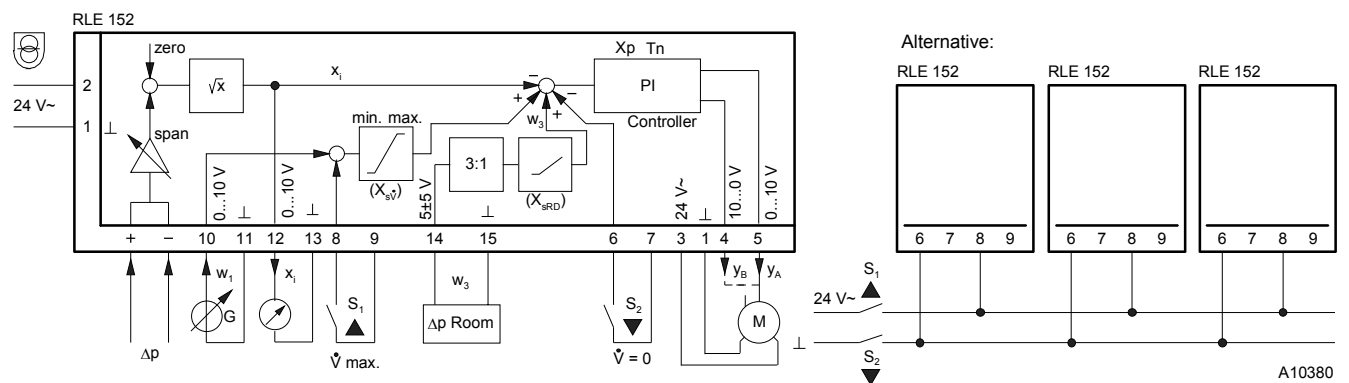 RLE 152
zero
2
√x
xi
24 V~
1
⊥
span
Xp Tn
PI
Controller
−
+
−
+
w3
min. max.
(XsV̇)
3:1
(XsRD)
0...10 V
⊥
0...10 V
⊥
5±5 V
⊥
24 V~
⊥
10...0 V
0...10 V
+ − 10 11 12 13 8 9 14 15 6 7 3 1 4 5
w1
xi
G
S1
w3
S2
yB
yA
Δp Room
M
Δp
V̇ max.
V̇ = 0
Alternative:
RLE 152
RLE 152
RLE 152
6 7 8 9
6 7 8 9
6 7 8 9
S1
24 V~
⊥
S2
A10380